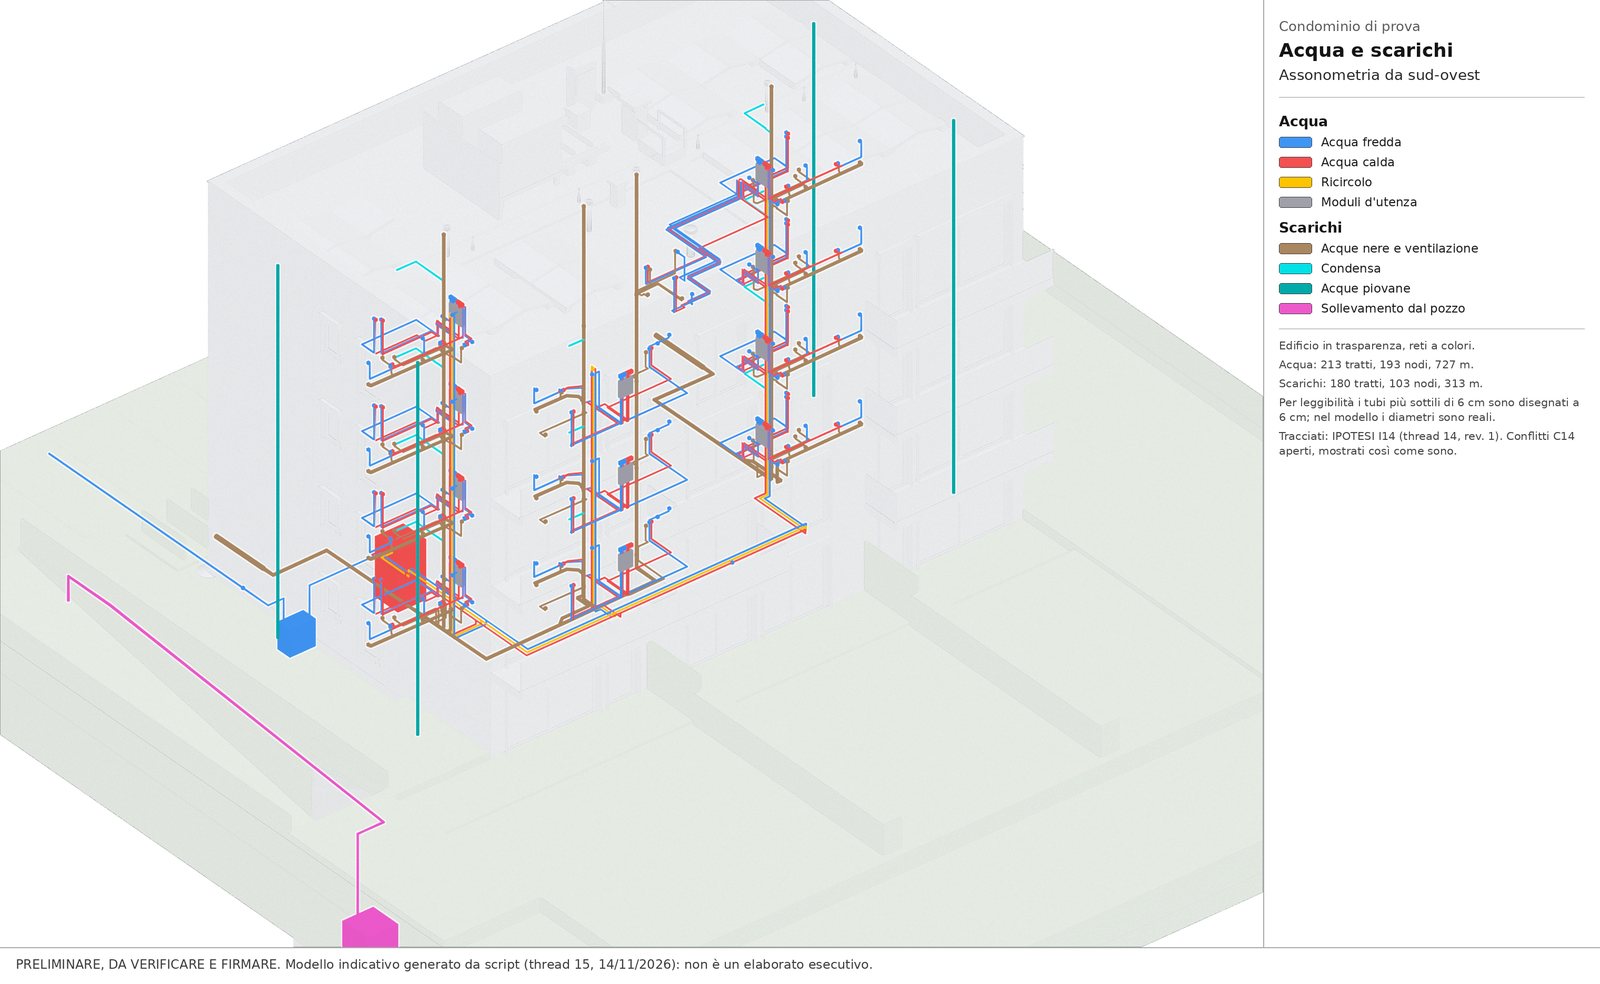 Condominio di prova
Acqua e scarichi
Assonometria da sud-ovest
Acqua
Acqua fredda
Acqua calda
Ricircolo
Moduli d'utenza
Scarichi
Acque nere e ventilazione
Condensa
Acque piovane
Sollevamento dal pozzo
Edificio in trasparenza, reti a colori.
Acqua: 213 tratti, 193 nodi, 727 m.
Scarichi: 180 tratti, 103 nodi, 313 m.
Per leggibilità i tubi più sottili di 6 cm sono disegnati a
6 cm; nel modello i diametri sono reali.
Tracciati: IPOTESI I14 (thread 14, rev. 1). Conflitti C14
aperti, mostrati così come sono.
PRELIMINARE, DA VERIFICARE E FIRMARE. Modello indicativo generato da script (thread 15, 14/11/2026): non è un elaborato esecutivo.